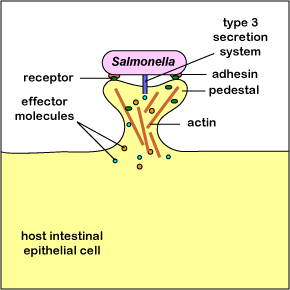 type 3
secretion
system
Salmonella
receptor
adhesin
effector
molecules
pedestal
actin
host intestinal
epithelial cell